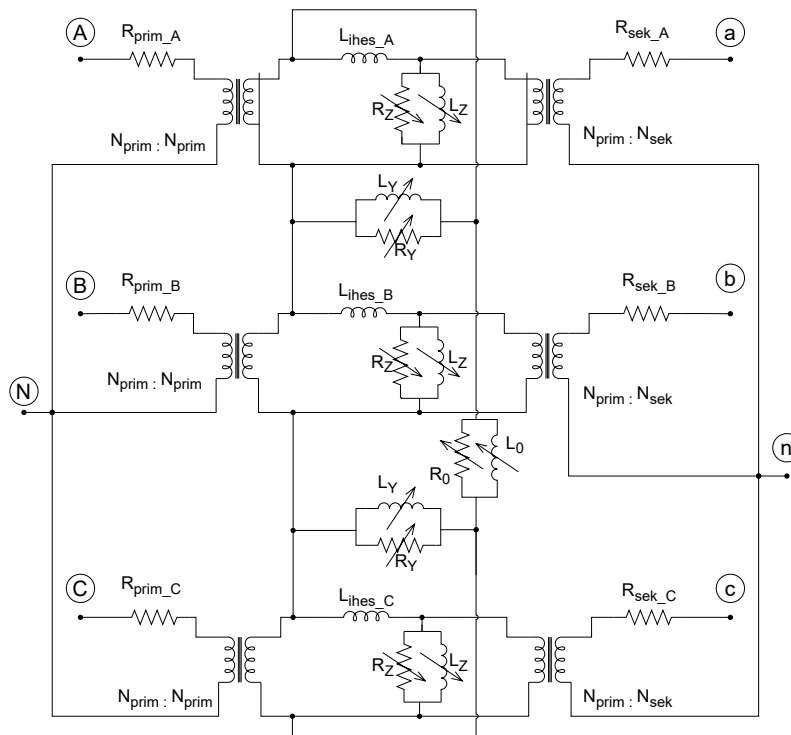 A R_prim_A L_ihes_A R_sek_A a
R_Z L_Z
N_prim : N_prim N_prim : N_sek
L_Y
R_Y
B R_prim_B L_ihes_B R_sek_B b
R_Z L_Z
N_prim : N_prim N_prim : N_sek
N
R_0 L_0 n
L_Y
R_Y
C R_prim_C L_ihes_C R_sek_C c
R_Z L_Z
N_prim : N_prim N_prim : N_sek